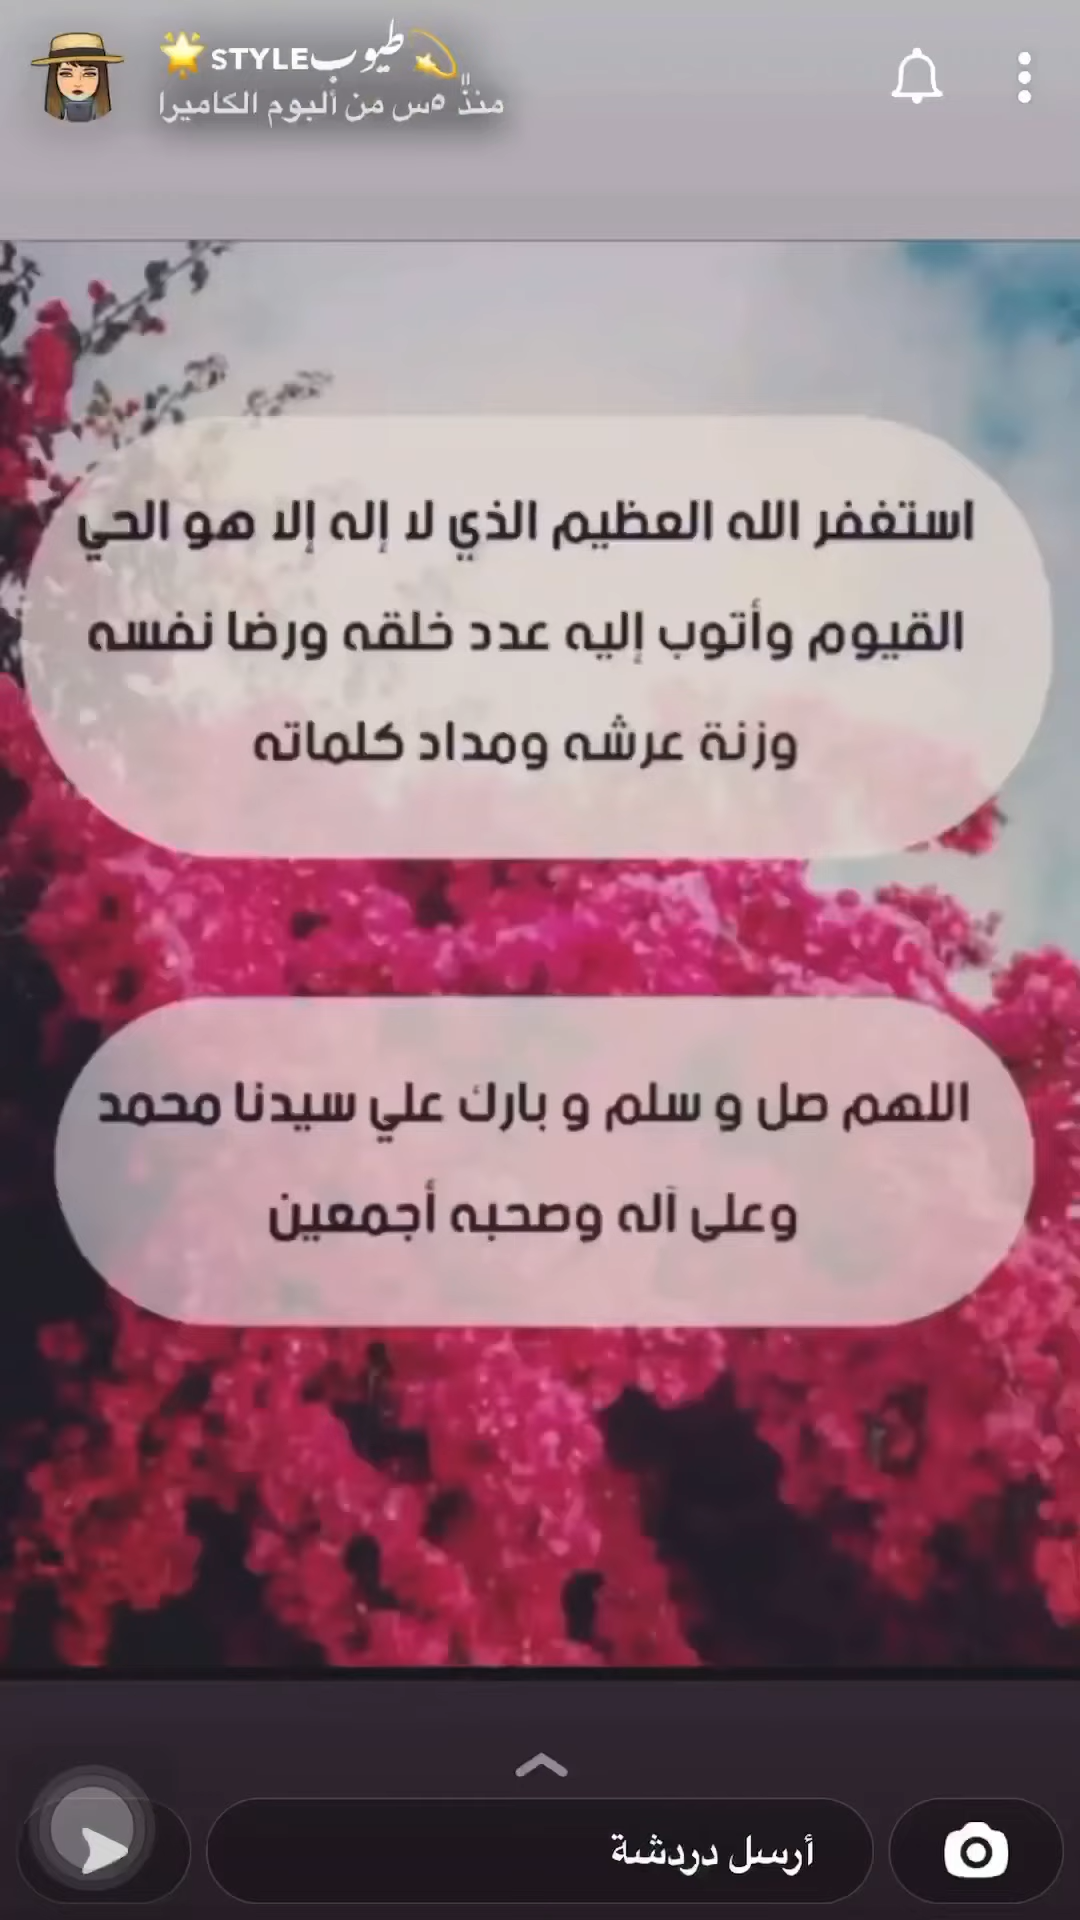 🌟STYLEطيوب💫
منذُ ٥س من ألبوم الكاميرا
استغفر الله العظيم الذي لا إله إلا هو الحي
القيوم وأتوب إليه عدد خلقه ورضا نفسه
وزنة عرشه ومداد كلماته
اللهم صل و سلم و بارك علي سيدنا محمد
وعلى آله وصحبه أجمعين
أرسل دردشة